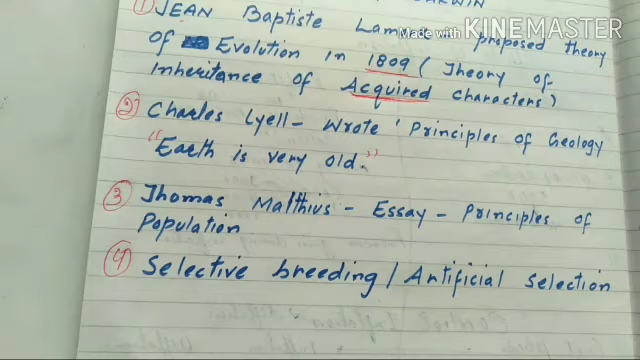 DARWIN
① JEAN Baptiste proposed theory
Made with KINEMASTER
of Evolution in 1809 ( Theory of
Inheritance of Acquired characters)
② Charles Lyell - Wrote ' Principles of Geology
"Earth is very old."
③ Thomas Malthius - Essay - Principles of
Population
④ Selective breeding / Artificial selection